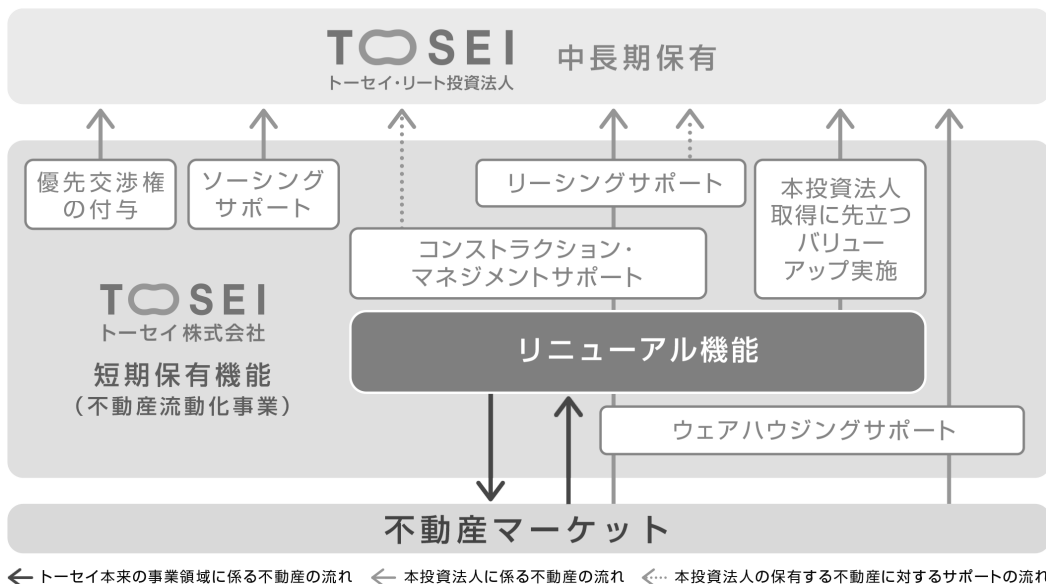 TOSEI 中長期保有
トーセイ・リート投資法人
優先交渉権
の付与
ソーシング
サポート
リーシングサポート
本投資法人
取得に先立つ
バリュー
アップ実施
コンストラクション・
マネジメントサポート
TOSEI
トーセイ株式会社
短期保有機能
（不動産流動化事業）
リニューアル機能
ウェアハウジングサポート
不動産マーケット
トーセイ本来の事業領域に係る不動産の流れ 本投資法人に係る不動産の流れ 本投資法人の保有する不動産に対するサポートの流れ